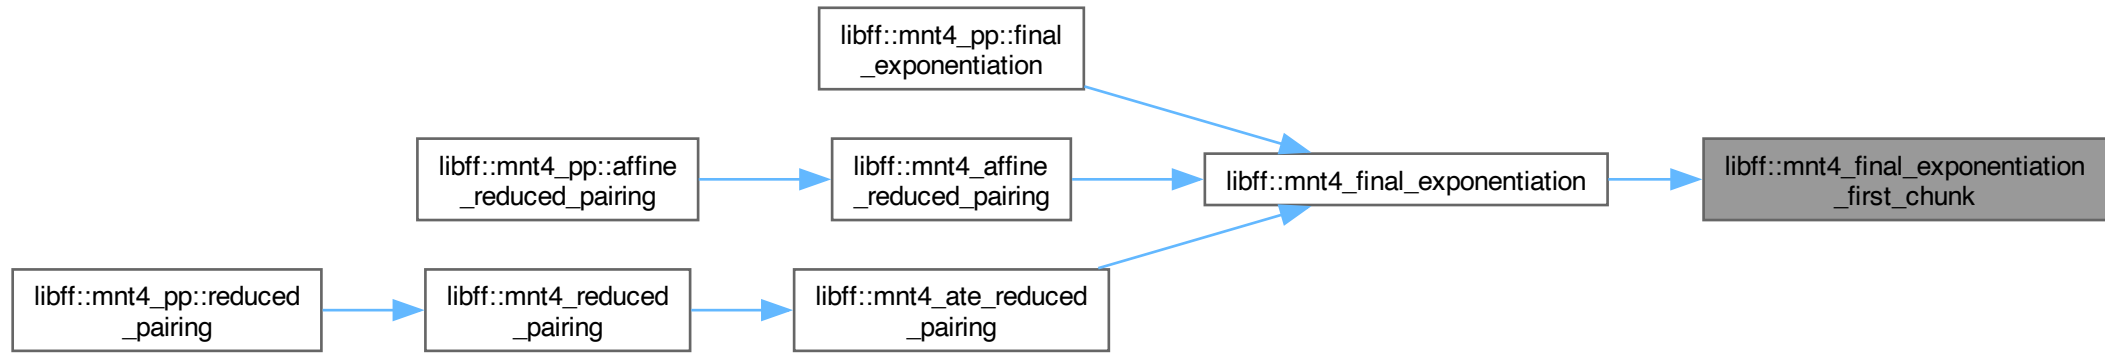 libff::mnt4_pp::final
_exponentiation
libff::mnt4_pp::affine
_reduced_pairing
libff::mnt4_affine
_reduced_pairing
libff::mnt4_final_exponentiation
libff::mnt4_final_exponentiation
_first_chunk
libff::mnt4_pp::reduced
_pairing
libff::mnt4_reduced
_pairing
libff::mnt4_ate_reduced
_pairing